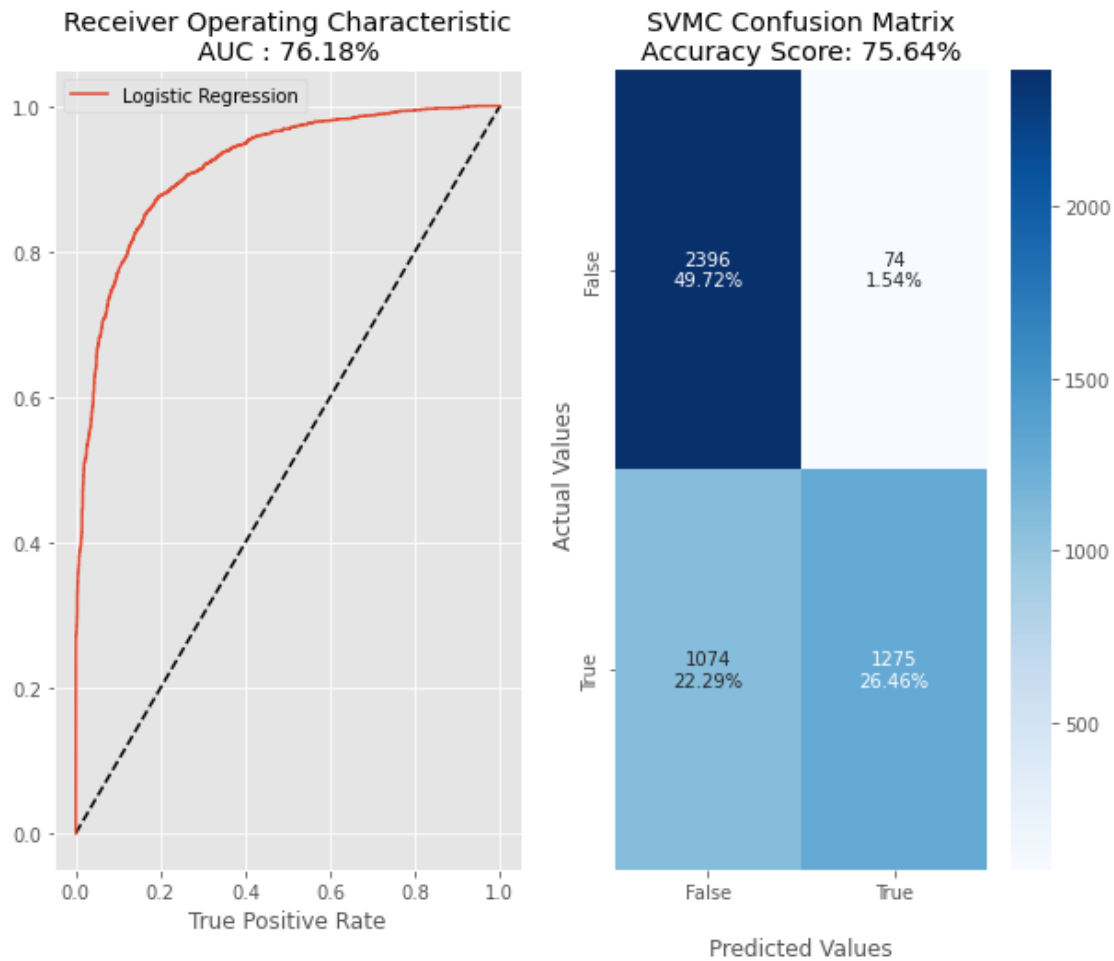 Receiver Operating Characteristic
AUC : 76.18%
Logistic Regression
1.0
0.8
0.6
0.4
0.2
0.0
0.0 0.2 0.4 0.6 0.8 1.0
True Positive Rate
SVMC Confusion Matrix
Accuracy Score: 75.64%
Actual Values
False
True
2396
49.72%
74
1.54%
1074
22.29%
1275
26.46%
False True
Predicted Values
2000
1500
1000
500